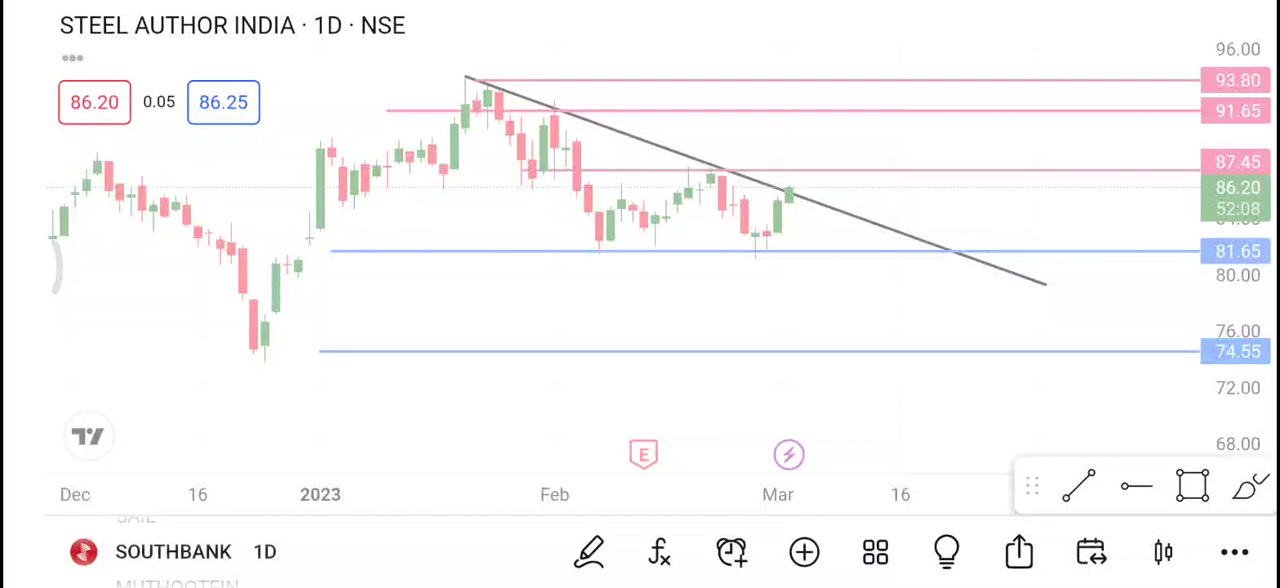 STEEL AUTHOR INDIA · 1D · NSE
86.20 0.05 86.25
96.00
93.80
91.65
87.45
86.20
52:08
81.65
80.00
76.00
74.55
72.00
68.00
E
Dec 16 2023 Feb Mar 16
SOUTHBANK 1D